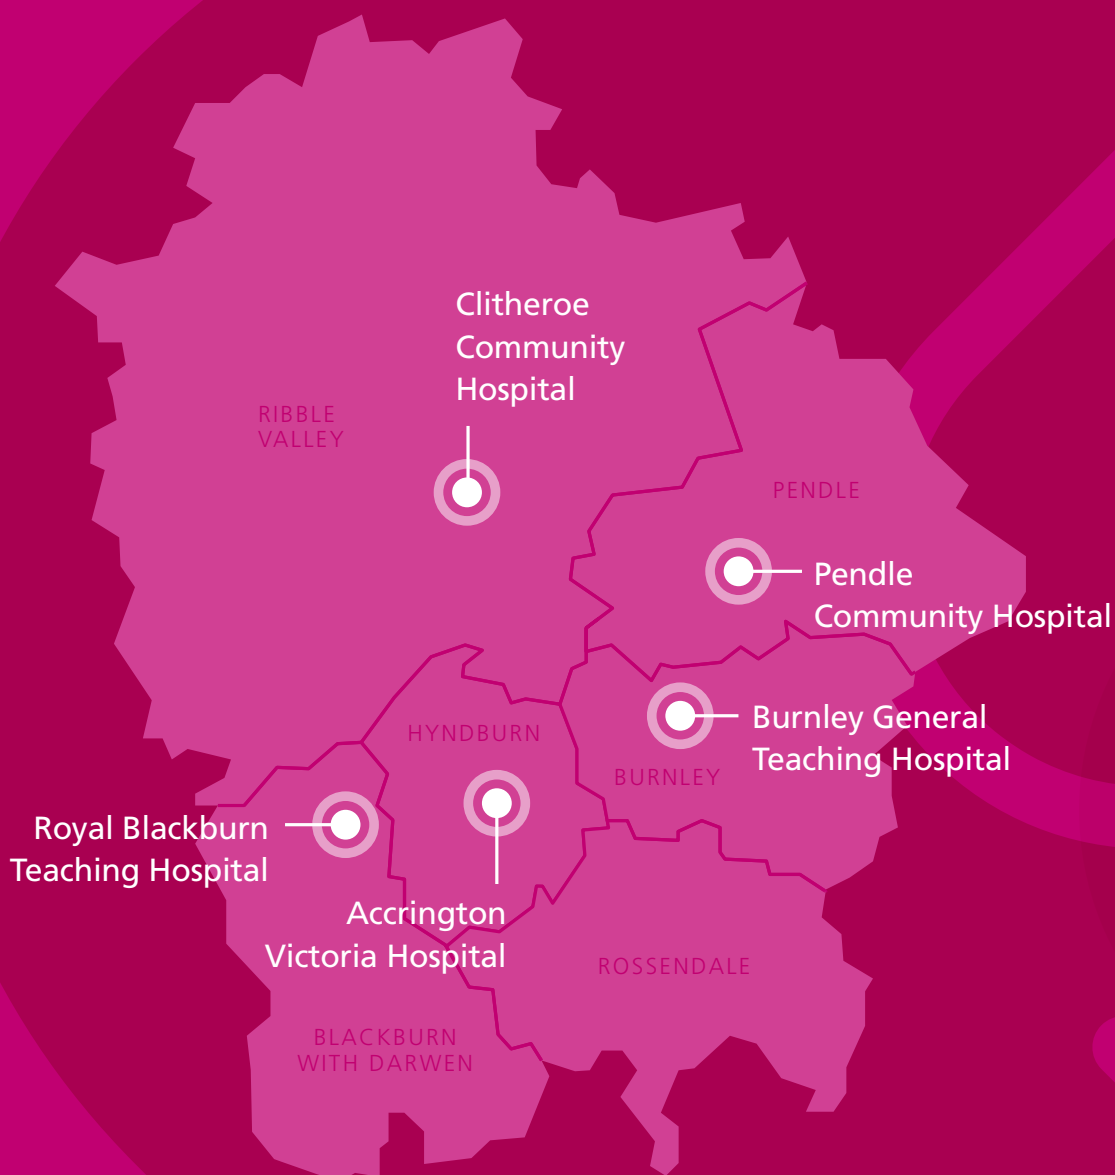 Clitheroe
Community
Hospital
RIBBLE
VALLEY
PENDLE
Pendle
Community Hospital
Burnley General
Teaching Hospital
HYNDBURN
BURNLEY
Royal Blackburn
Teaching Hospital
Accrington
Victoria Hospital
ROSSENDALE
BLACKBURN
WITH DARWEN